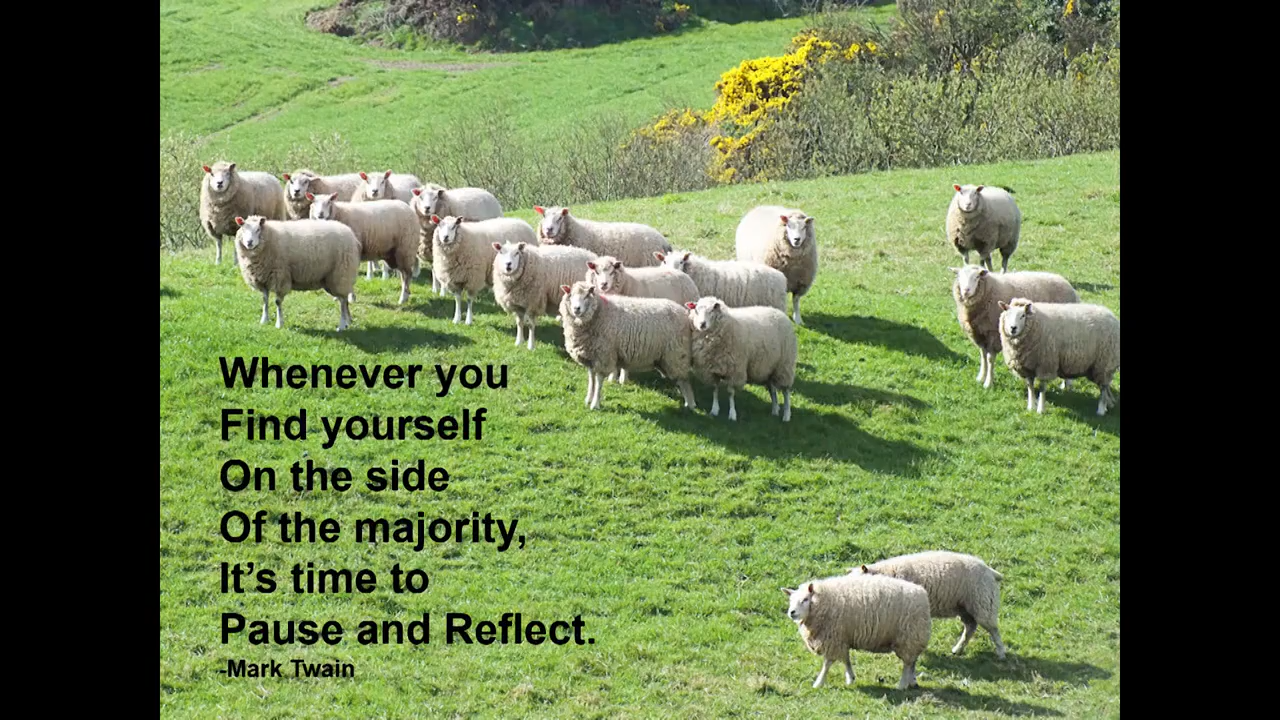 Whenever you
Find yourself
On the side
Of the majority,
It’s time to
Pause and Reflect.
-Mark Twain